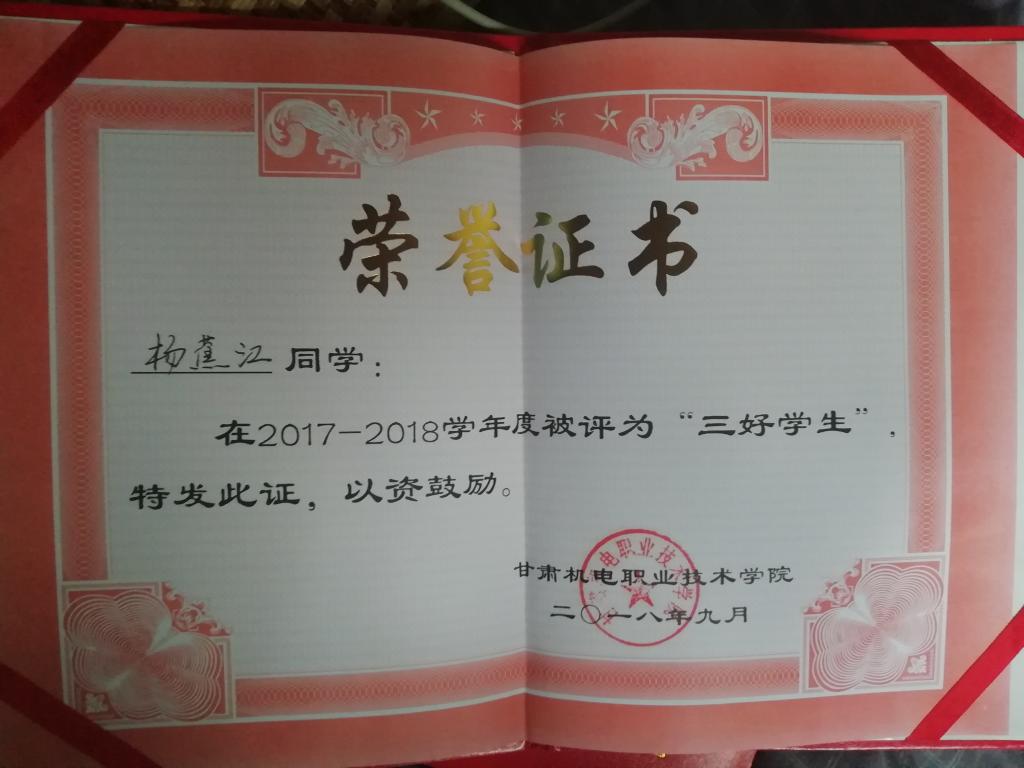 荣誉证书
杨蕉江 同学：
在2017-2018学年度被评为“三好学生”，
特发此证，以资鼓励。
甘肃机电职业技术学院
二〇一八年九月